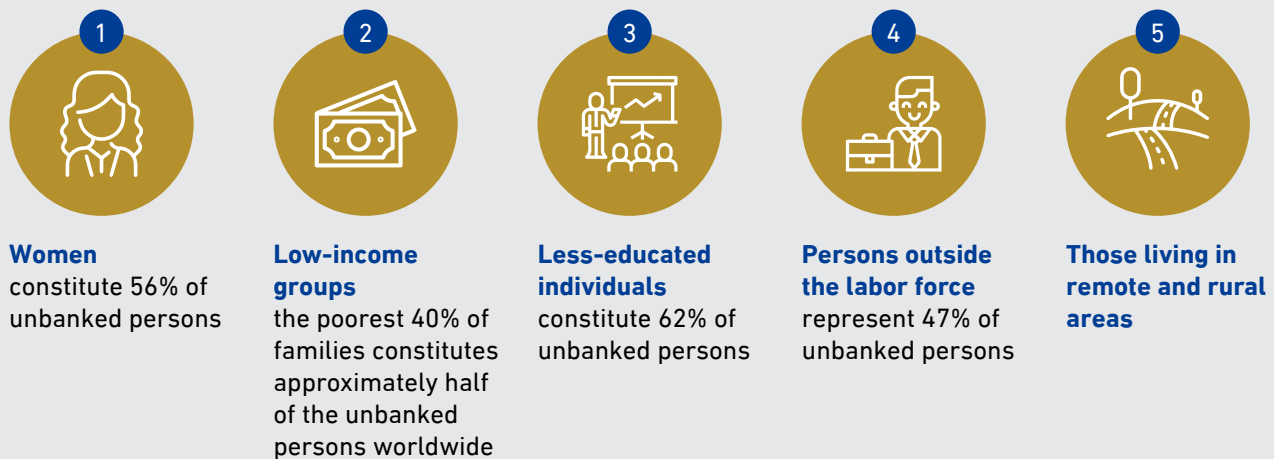 1
Women
constitute 56% of
unbanked persons
2
Low-income
groups
the poorest 40% of
families constitutes
approximately half
of the unbanked
persons worldwide
3
Less-educated
individuals
constitute 62% of
unbanked persons
4
Persons outside
the labor force
represent 47% of
unbanked persons
5
Those living in
remote and rural
areas